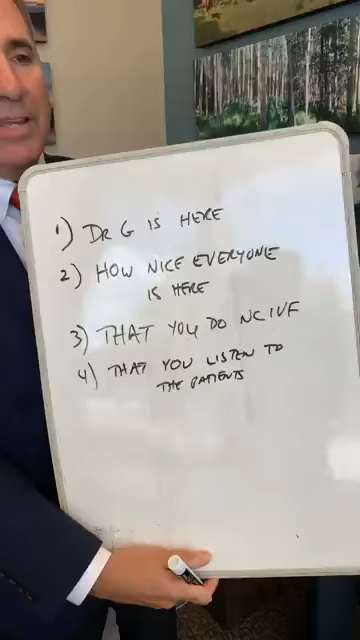 1) DR G IS HERE
2) HOW NICE EVERYONE
IS HERE
3) THAT YOU DO NCIVF
4) THAT YOU LISTEN TO
THE PATIENTS